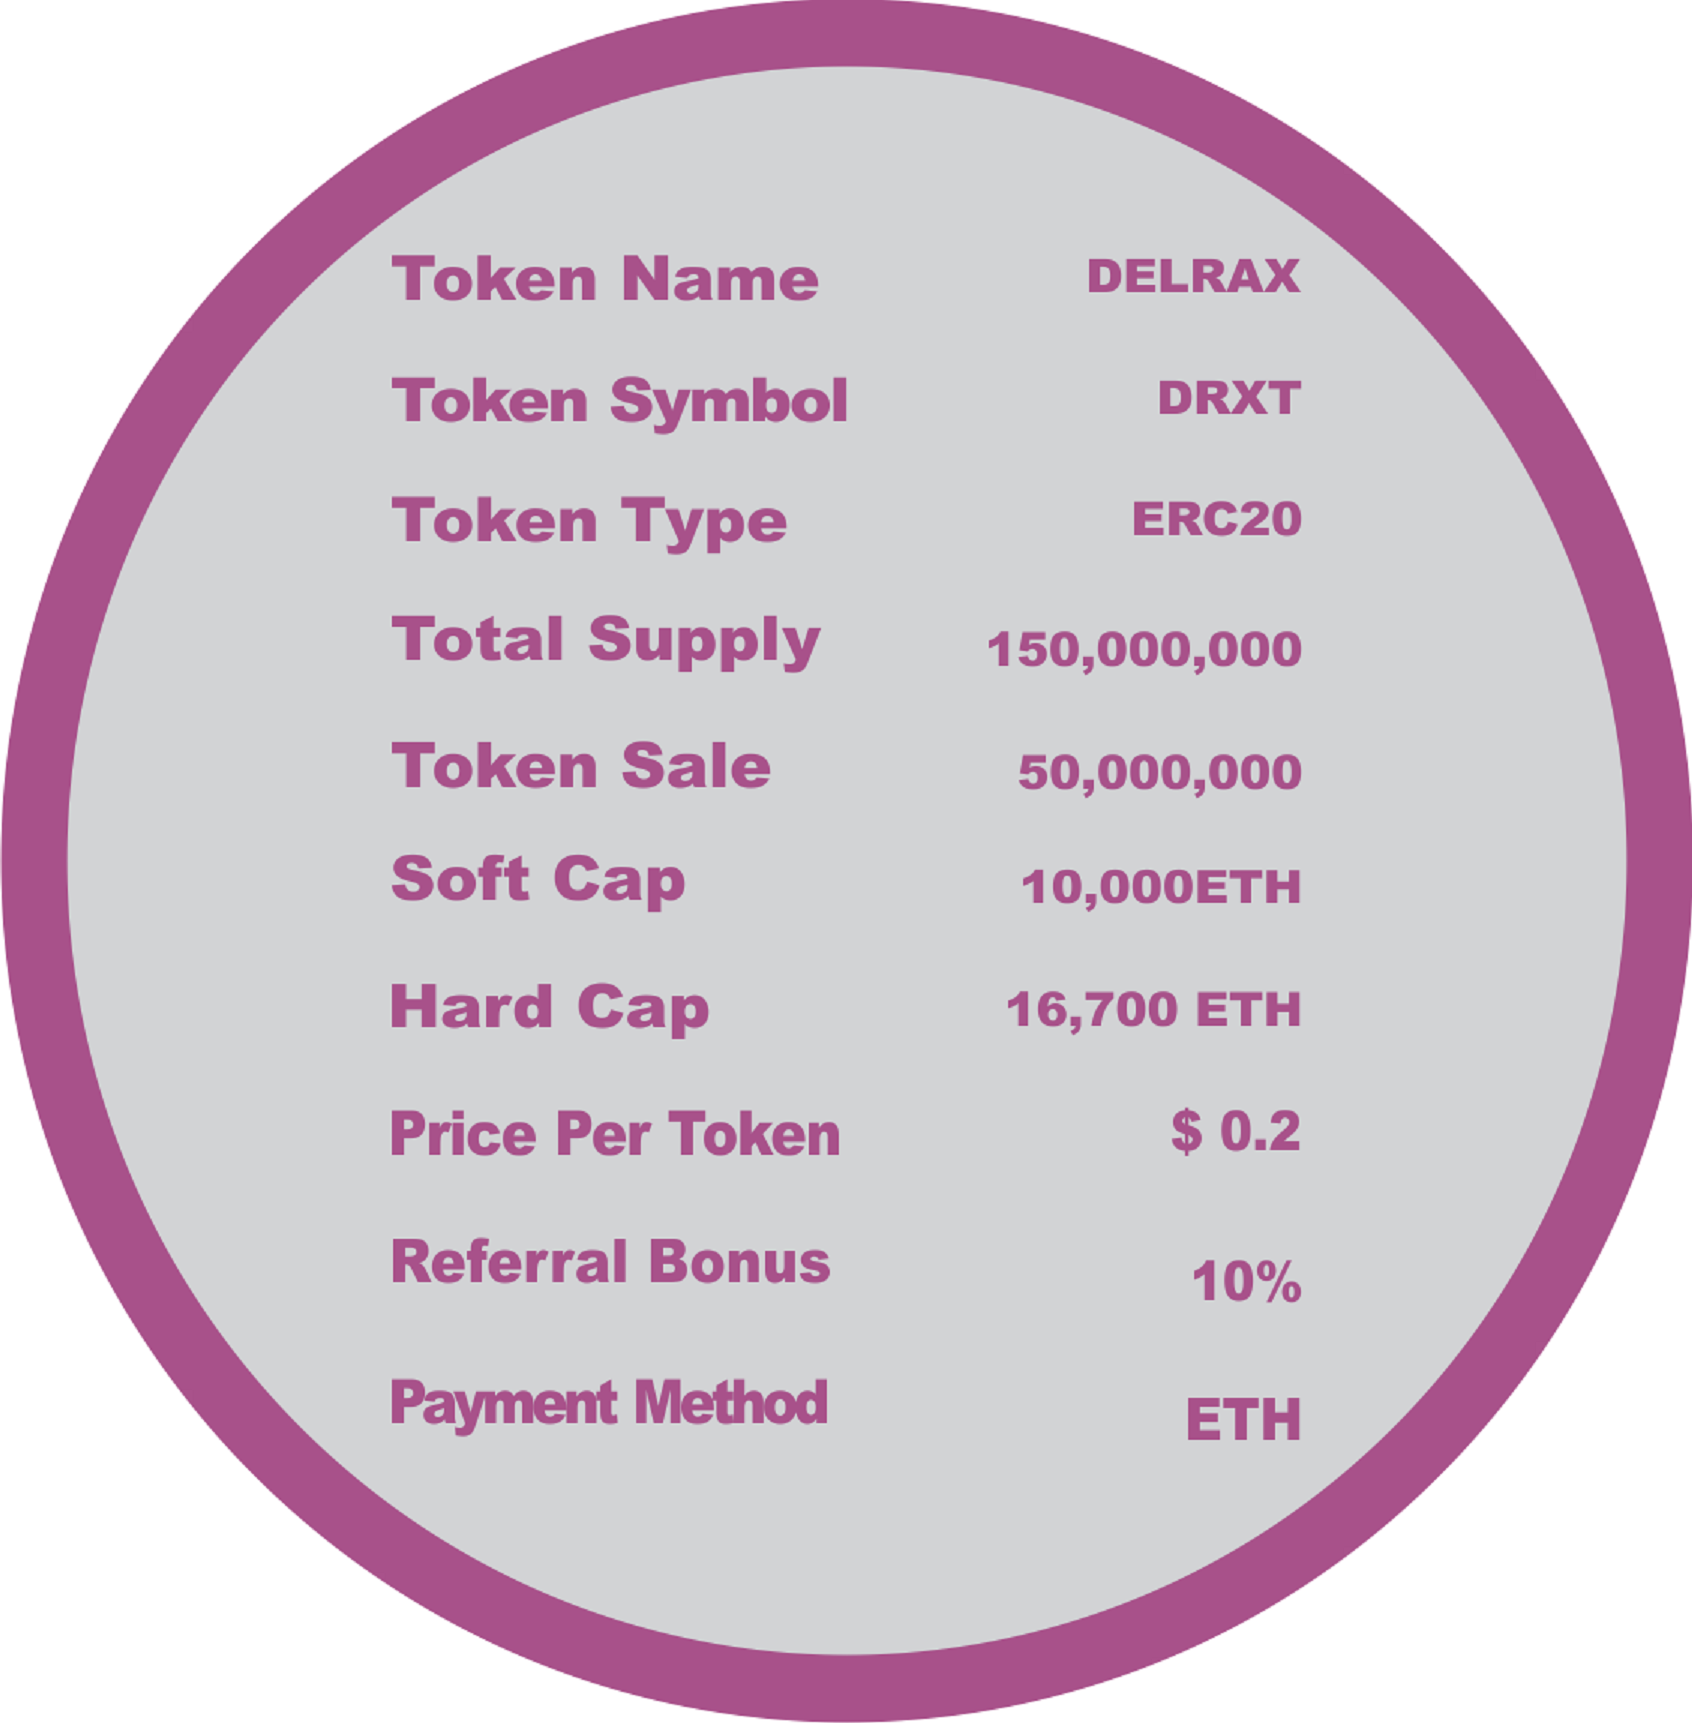 Token Name DELRAX
Token Symbol DRXT
Token Type ERC20
Total Supply 150,000,000
Token Sale 50,000,000
Soft Cap 10,000ETH
Hard Cap 16,700 ETH
Price Per Token $ 0.2
Referral Bonus 10%
Payment Method ETH